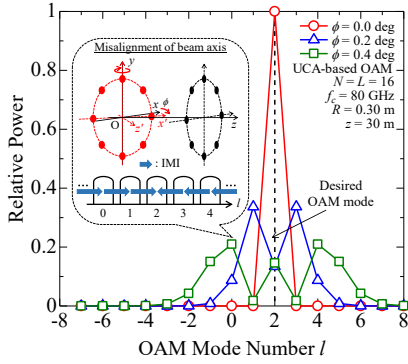 Misalignment of beam axis
y
x ϕ
O
x'
z'
z
: IMI
... ...
0 1 2 3 4 l
ϕ = 0.0 deg
ϕ = 0.2 deg
ϕ = 0.4 deg
UCA-based OAM
N = L = 16
f_c = 80 GHz
R = 0.30 m
z = 30 m
Desired
OAM mode
Relative Power
1
0.8
0.6
0.4
0.2
0
-8 -6 -4 -2 0 2 4 6 8
OAM Mode Number l